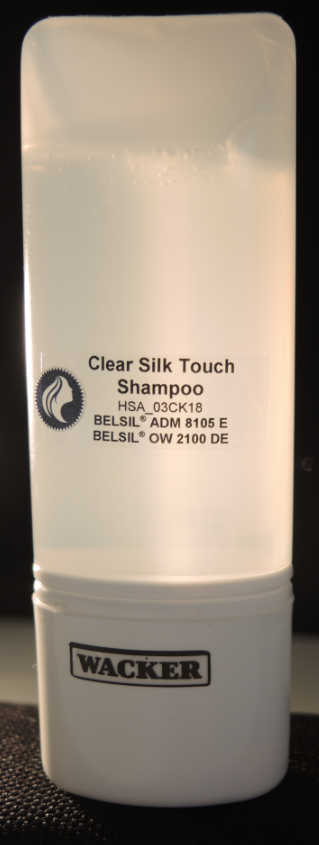 Clear Silk Touch
Shampoo
HSA_03CK18
BELSIL® ADM 8105 E
BELSIL® OW 2100 DE
WACKER